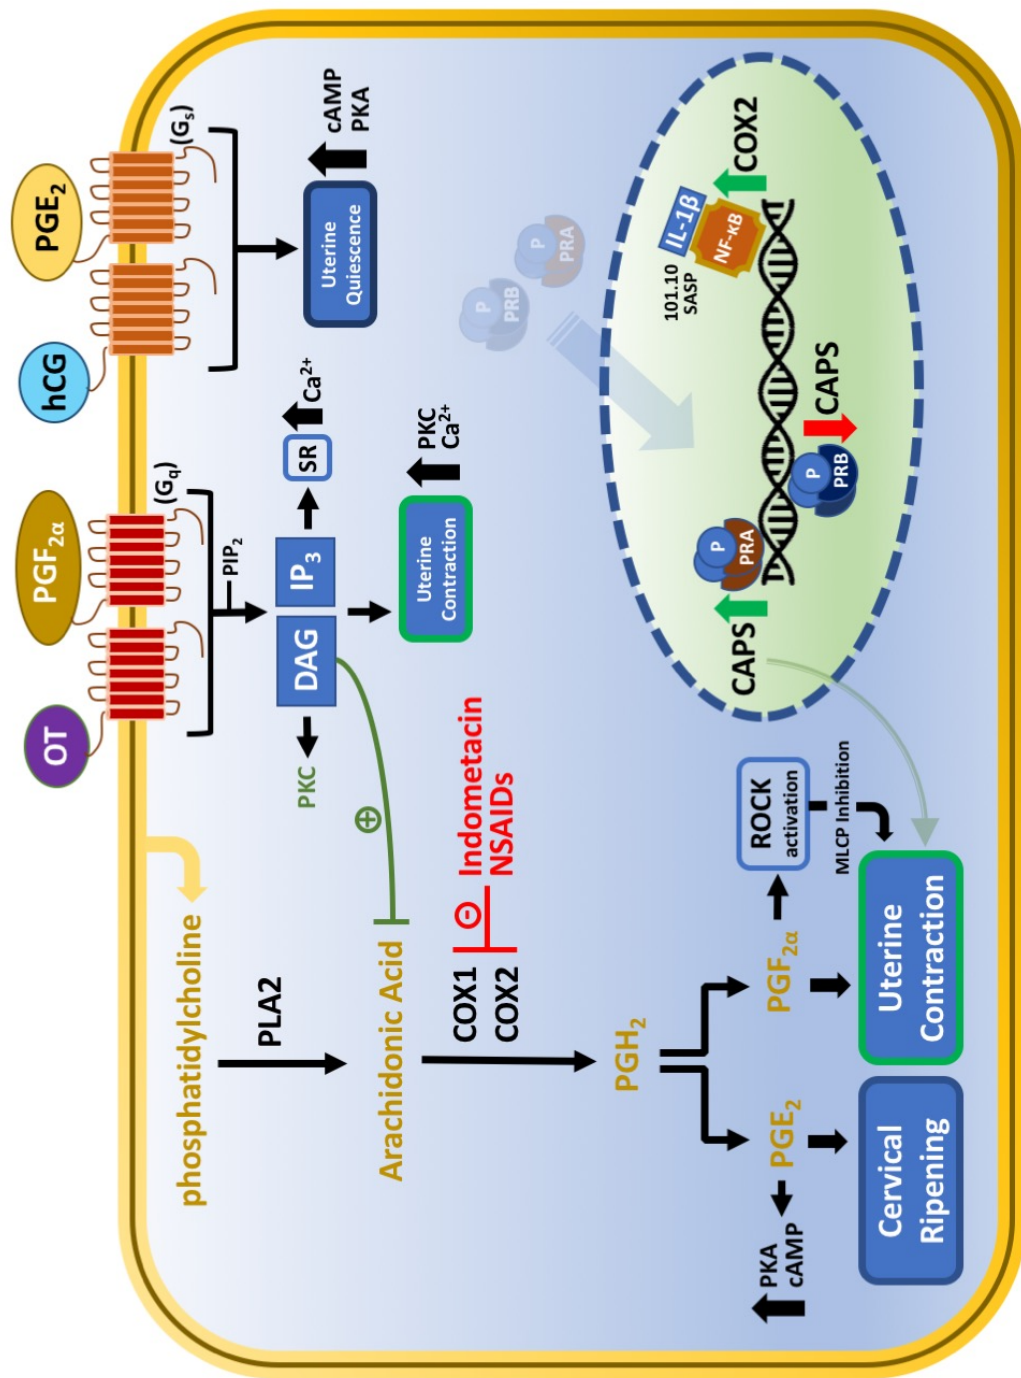 OT
PGF2α
hCG
PGE2
(Gq)
(Gs)
PIP2
DAG
IP3
SR
Ca2+
PKC
Uterine
Contraction
PKC
Ca2+
Uterine
Quiescence
cAMP
PKA
phosphatidylcholine
PLA2
Arachidonic Acid
+
COX1
COX2
-
Indometacin
NSAIDs
PGH2
PGE2
PGF2α
PKA
cAMP
ROCK
activation
MLCP Inhibition
Cervical
Ripening
Uterine
Contraction
P
PRB
P
PRA
CAPS
P
PRA
P
PRB
CAPS
101.10
SASP
IL-1β
NF-κB
COX2